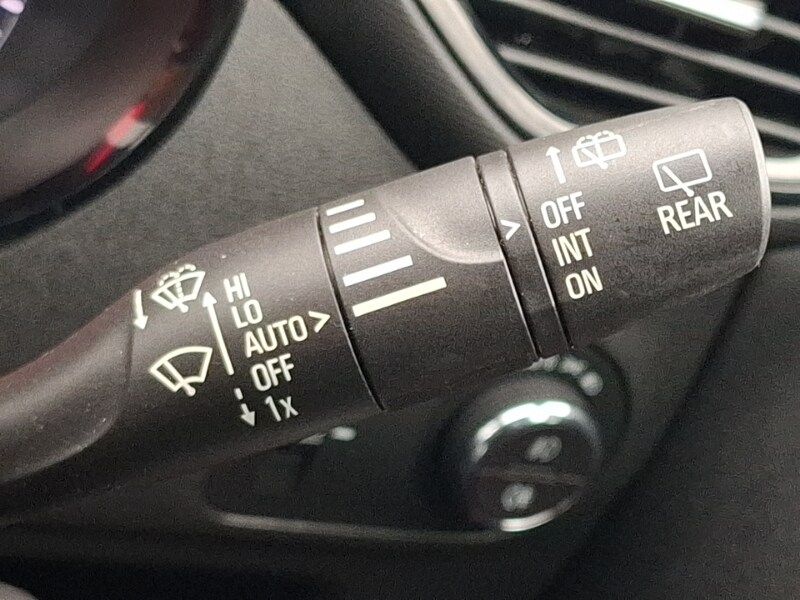 HI
LO
AUTO >
OFF
1x
>
OFF
INT
ON
REAR